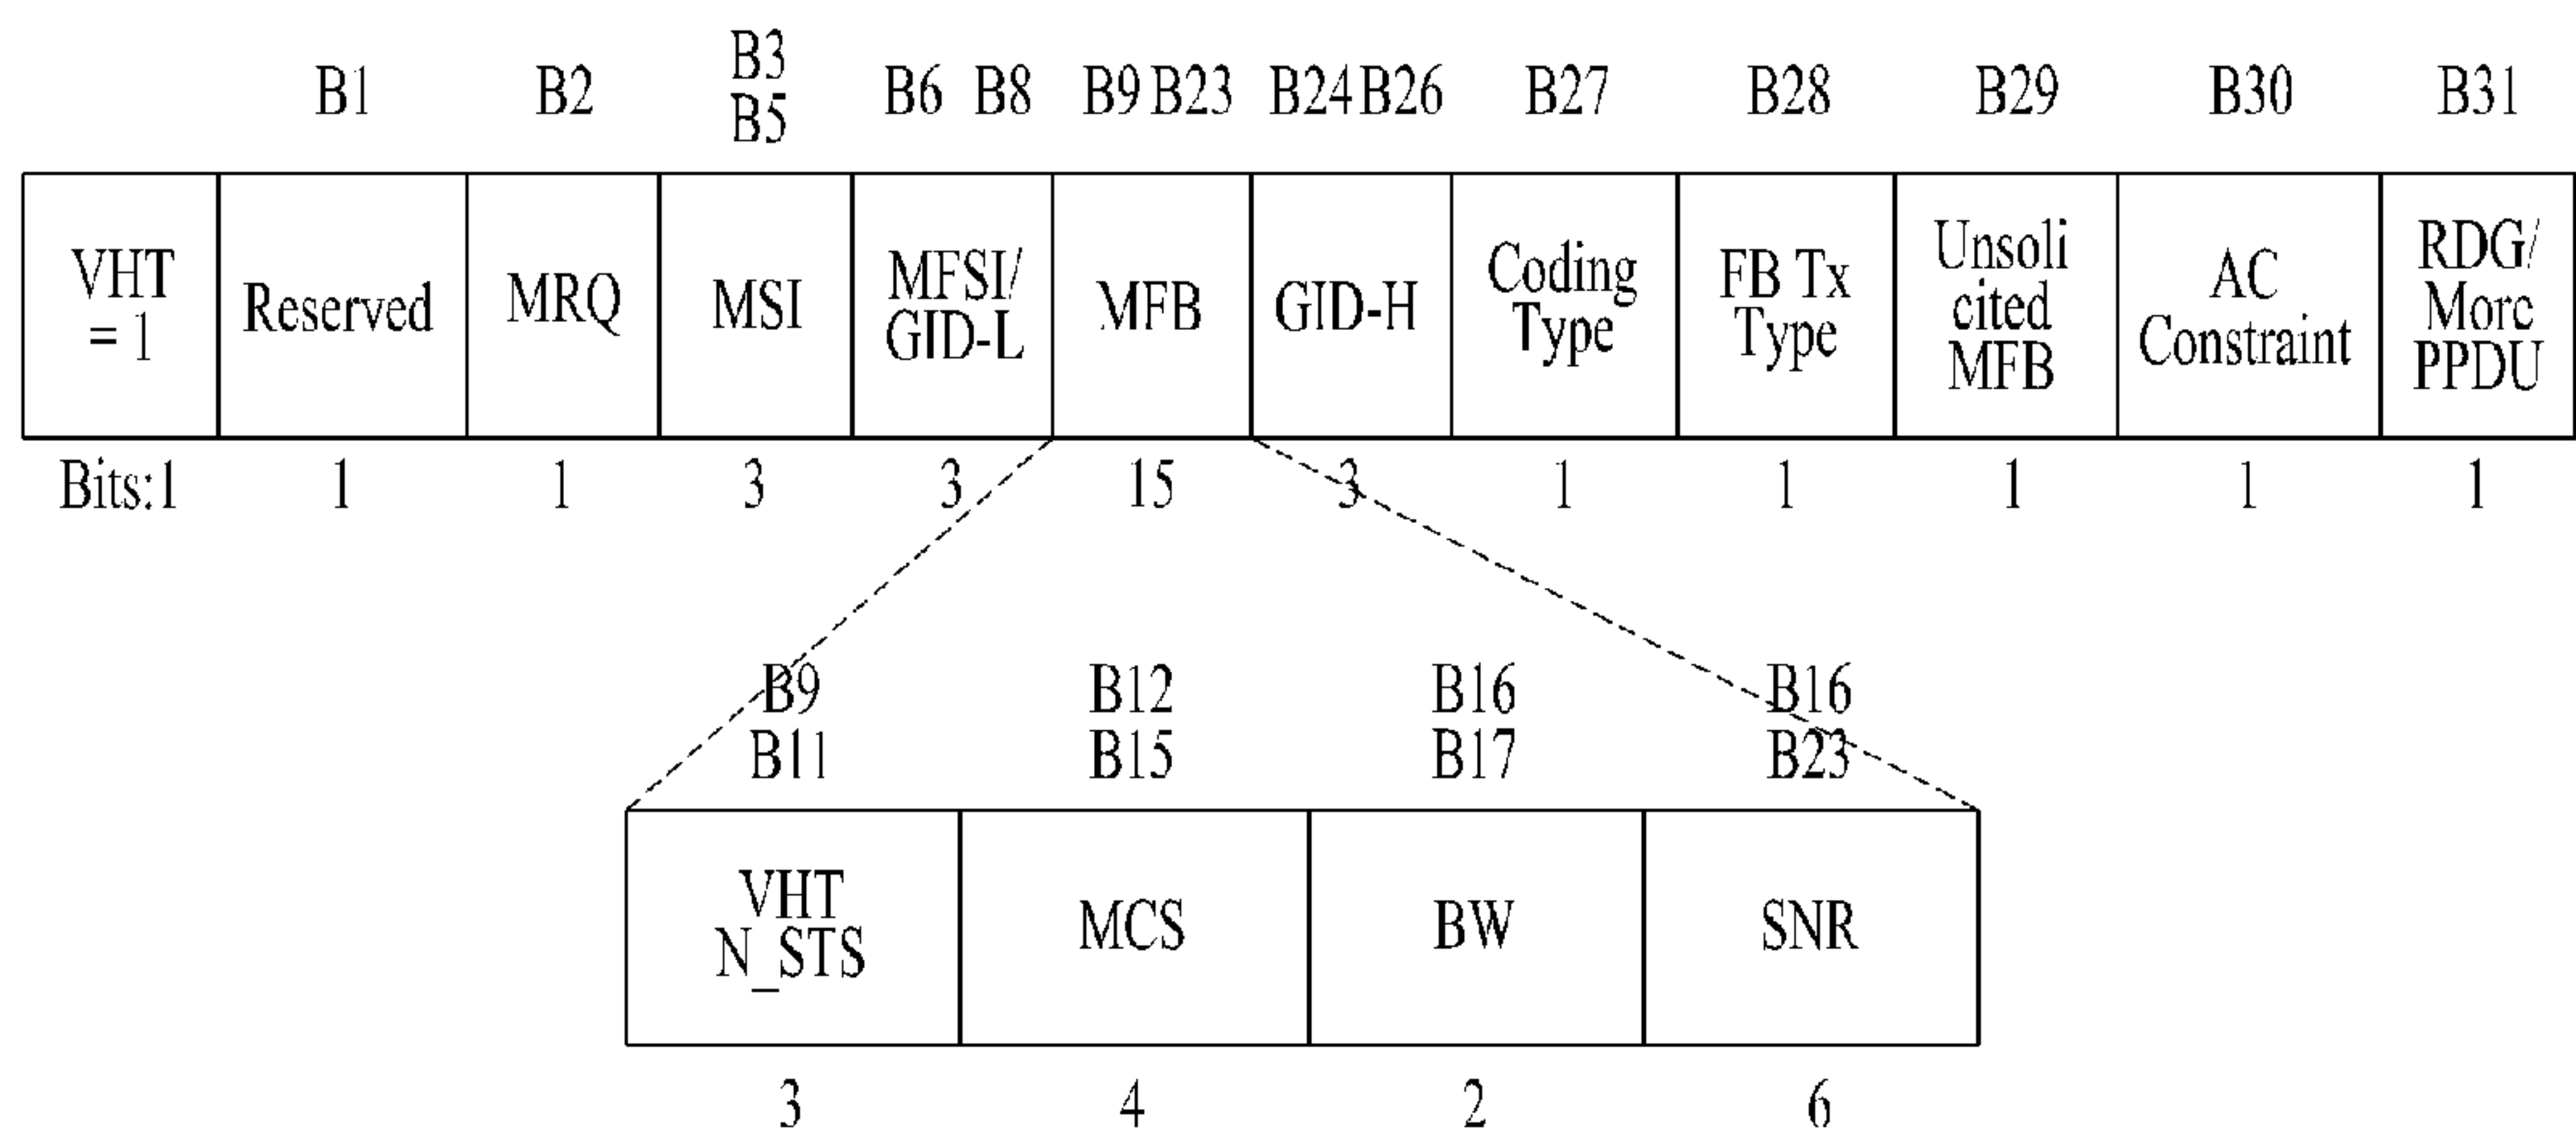 B1 B2 B3 B6 B8 B9 B23 B24 B26 B27 B28 B29 B30 B31
B5
VHT
= 1
Reserved
MRQ
MSI
MFSI/
GID-L
MFB
GID-H
Coding
Type
FB Tx
Type
Unsoli
cited
MFB
AC
Constraint
RDG/
More
PPDU
Bits:1 1 1 3 3 15 3 1 1 1 1 1
B9 B12 B16 B16
B11 B15 B17 B23
VHT
N_STS
MCS
BW
SNR
3 4 2 6